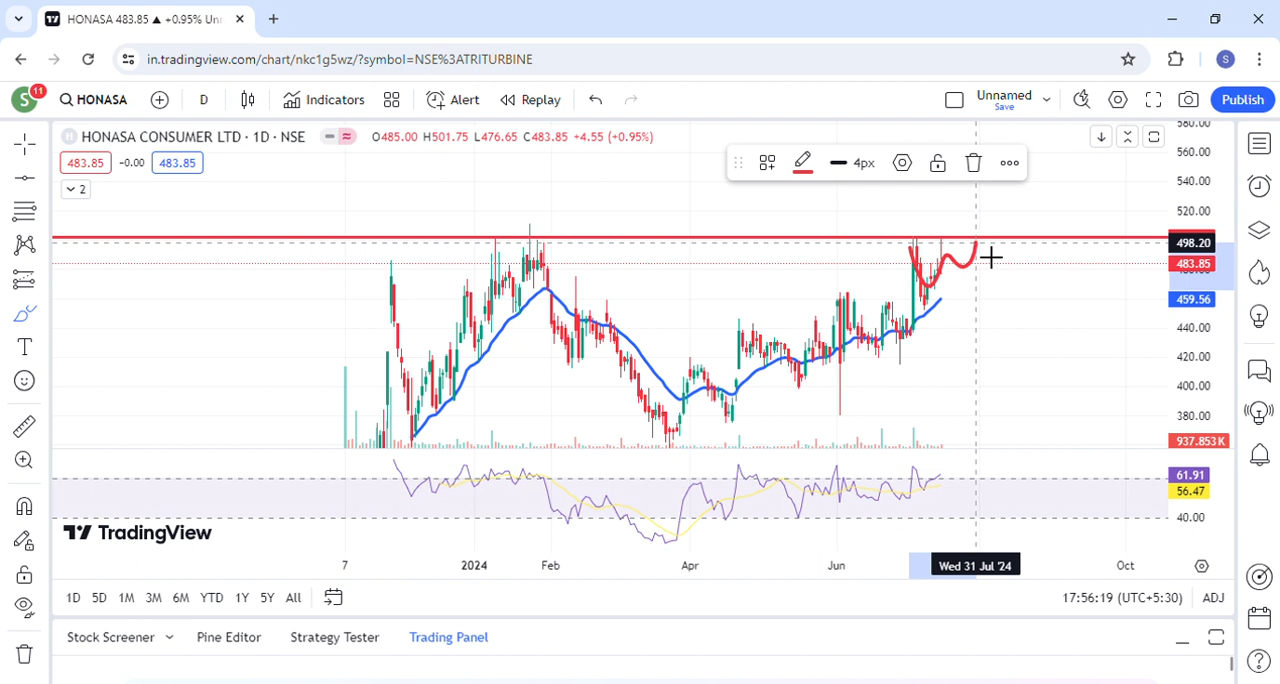 HONASA 483.85 ▲ +0.95% Un
in.tradingview.com/chart/nkc1g5wz/?symbol=NSE%3ATRITURBINE
S
S 11
HONASA
D
Indicators
Alert
Replay
Unnamed
Save
Publish
HONASA CONSUMER LTD · 1D · NSE
O485.00 H501.75 L476.65 C483.85 +4.55 (+0.95%)
483.85 -0.00 483.85
2
4px
560.00
540.00
520.00
498.20
483.85
459.56
440.00
420.00
400.00
380.00
937.853K
61.91
56.47
40.00
TradingView
7 2024 Feb Apr Jun Wed 31 Jul '24 Oct
1D 5D 1M 3M 6M YTD 1Y 5Y All
17:56:19 (UTC+5:30) ADJ
Stock Screener Pine Editor Strategy Tester Trading Panel